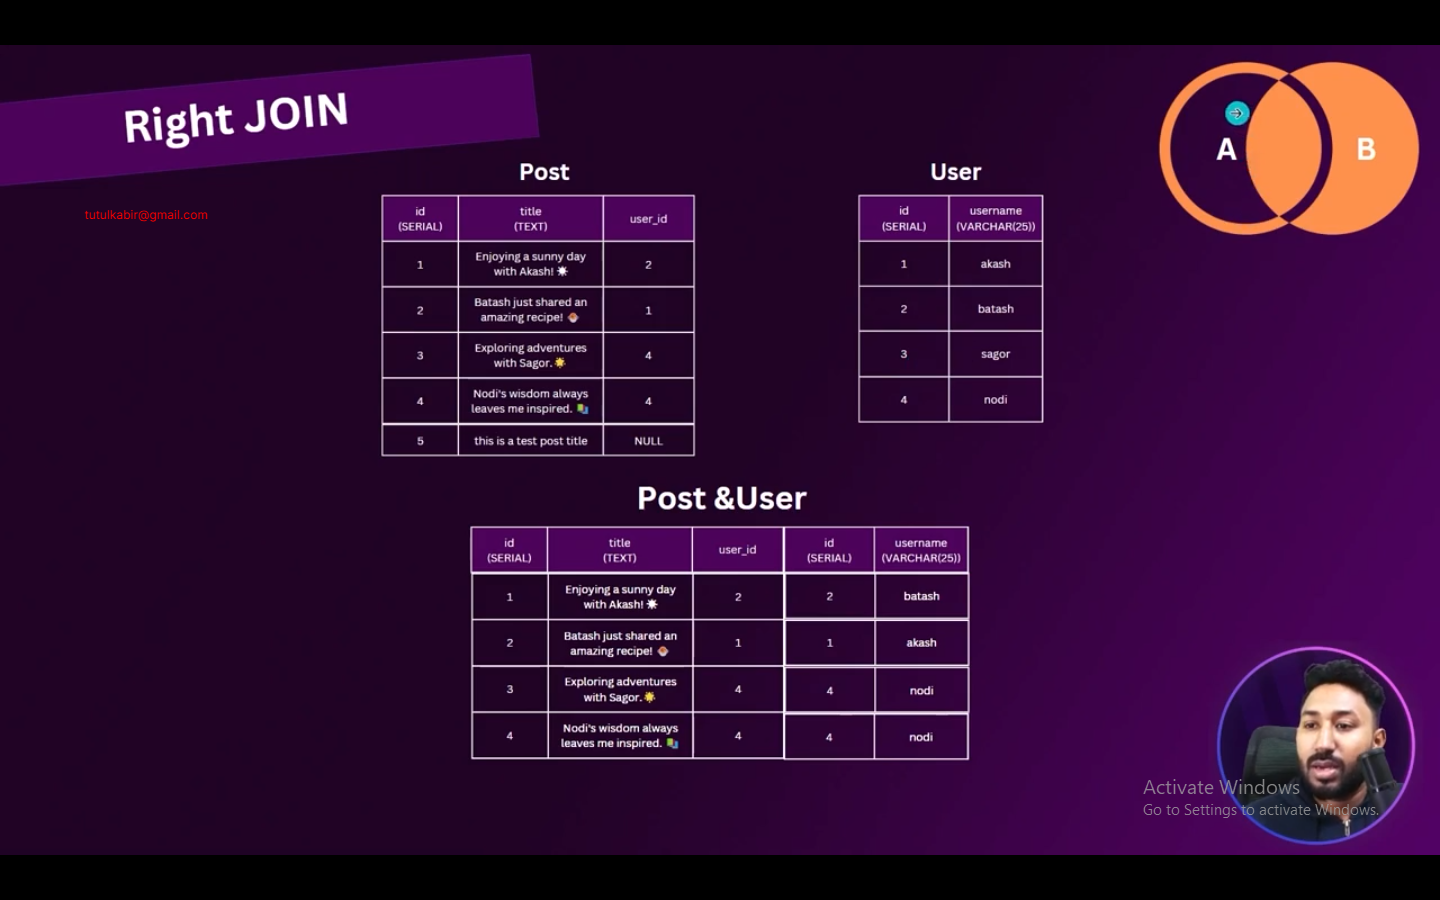 Right JOIN
A
B
tutulkabir@gmail.com
Post
id
(SERIAL)
title
(TEXT)
user_id
1
Enjoying a sunny day
with Akash! ☀
2
2
Batash just shared an
amazing recipe! 🍲
1
3
Exploring adventures
with Sagor. 🌟
4
4
Nodi's wisdom always
leaves me inspired. 📚
4
5
this is a test post title
NULL
User
id
(SERIAL)
username
(VARCHAR(25))
1
akash
2
batash
3
sagor
4
nodi
Post &User
id
(SERIAL)
title
(TEXT)
user_id
id
(SERIAL)
username
(VARCHAR(25))
1
Enjoying a sunny day
with Akash! ☀
2
2
batash
2
Batash just shared an
amazing recipe! 🍲
1
1
akash
3
Exploring adventures
with Sagor. 🌟
4
4
nodi
4
Nodi's wisdom always
leaves me inspired. 📚
4
4
nodi
Activate Windows
Go to Settings to activate Windows.